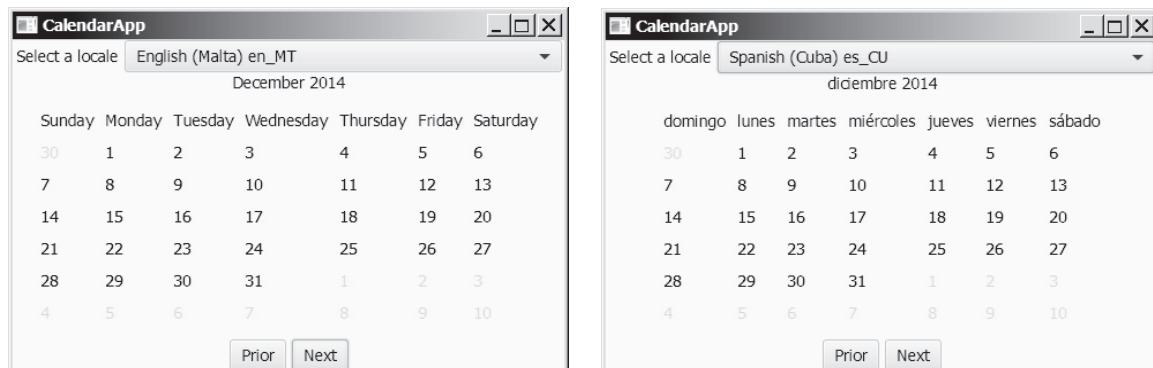 CalendarApp
Select a locale English (Malta) en_MT
December 2014
Sunday Monday Tuesday Wednesday Thursday Friday Saturday
30 1 2 3 4 5 6
7 8 9 10 11 12 13
14 15 16 17 18 19 20
21 22 23 24 25 26 27
28 29 30 31 1 2 3
4 5 6 7 8 9 10
Prior Next
CalendarApp
Select a locale Spanish (Cuba) es_CU
diciembre 2014
domingo lunes martes miércoles jueves viernes sábado
30 1 2 3 4 5 6
7 8 9 10 11 12 13
14 15 16 17 18 19 20
21 22 23 24 25 26 27
28 29 30 31 1 2 3
4 5 6 7 8 9 10
Prior Next